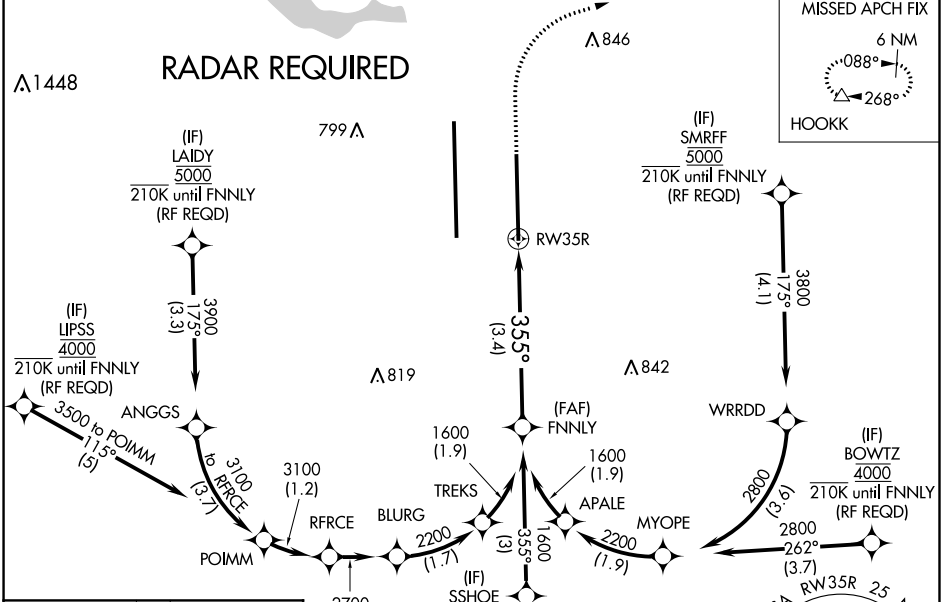 MISSED APCH FIX
6 NM
088°
268°
HOOKK
846
RADAR REQUIRED
1448
799
(IF)
LAIDY
5000
210K until FNNLY
(RF REQD)
(IF)
SMRFF
5000
210K until FNNLY
(RF REQD)
RW35R
3900
175°
(3.3)
3800
175°
(4.1)
355°
(3.4)
(IF)
LIPSS
4000
210K until FNNLY
(RF REQD)
819
842
ANGGS
3500 to POIMM
115°
(5)
(FAF)
FNNLY
WRRDD
(IF)
BOWTZ
4000
210K until FNNLY
(RF REQD)
3100
to RFRCE
(3.7)
3100
(1.2)
1600
(1.9)
1600
(1.9)
2800
(3.6)
TREKS
APALE
RFRCE
BLURG
MYOPE
2200
(1.7)
1600
355°
(3)
2200
(1.9)
2800
262°
(3.7)
POIMM
(IF)
SSHOE
2700
RW35R 25